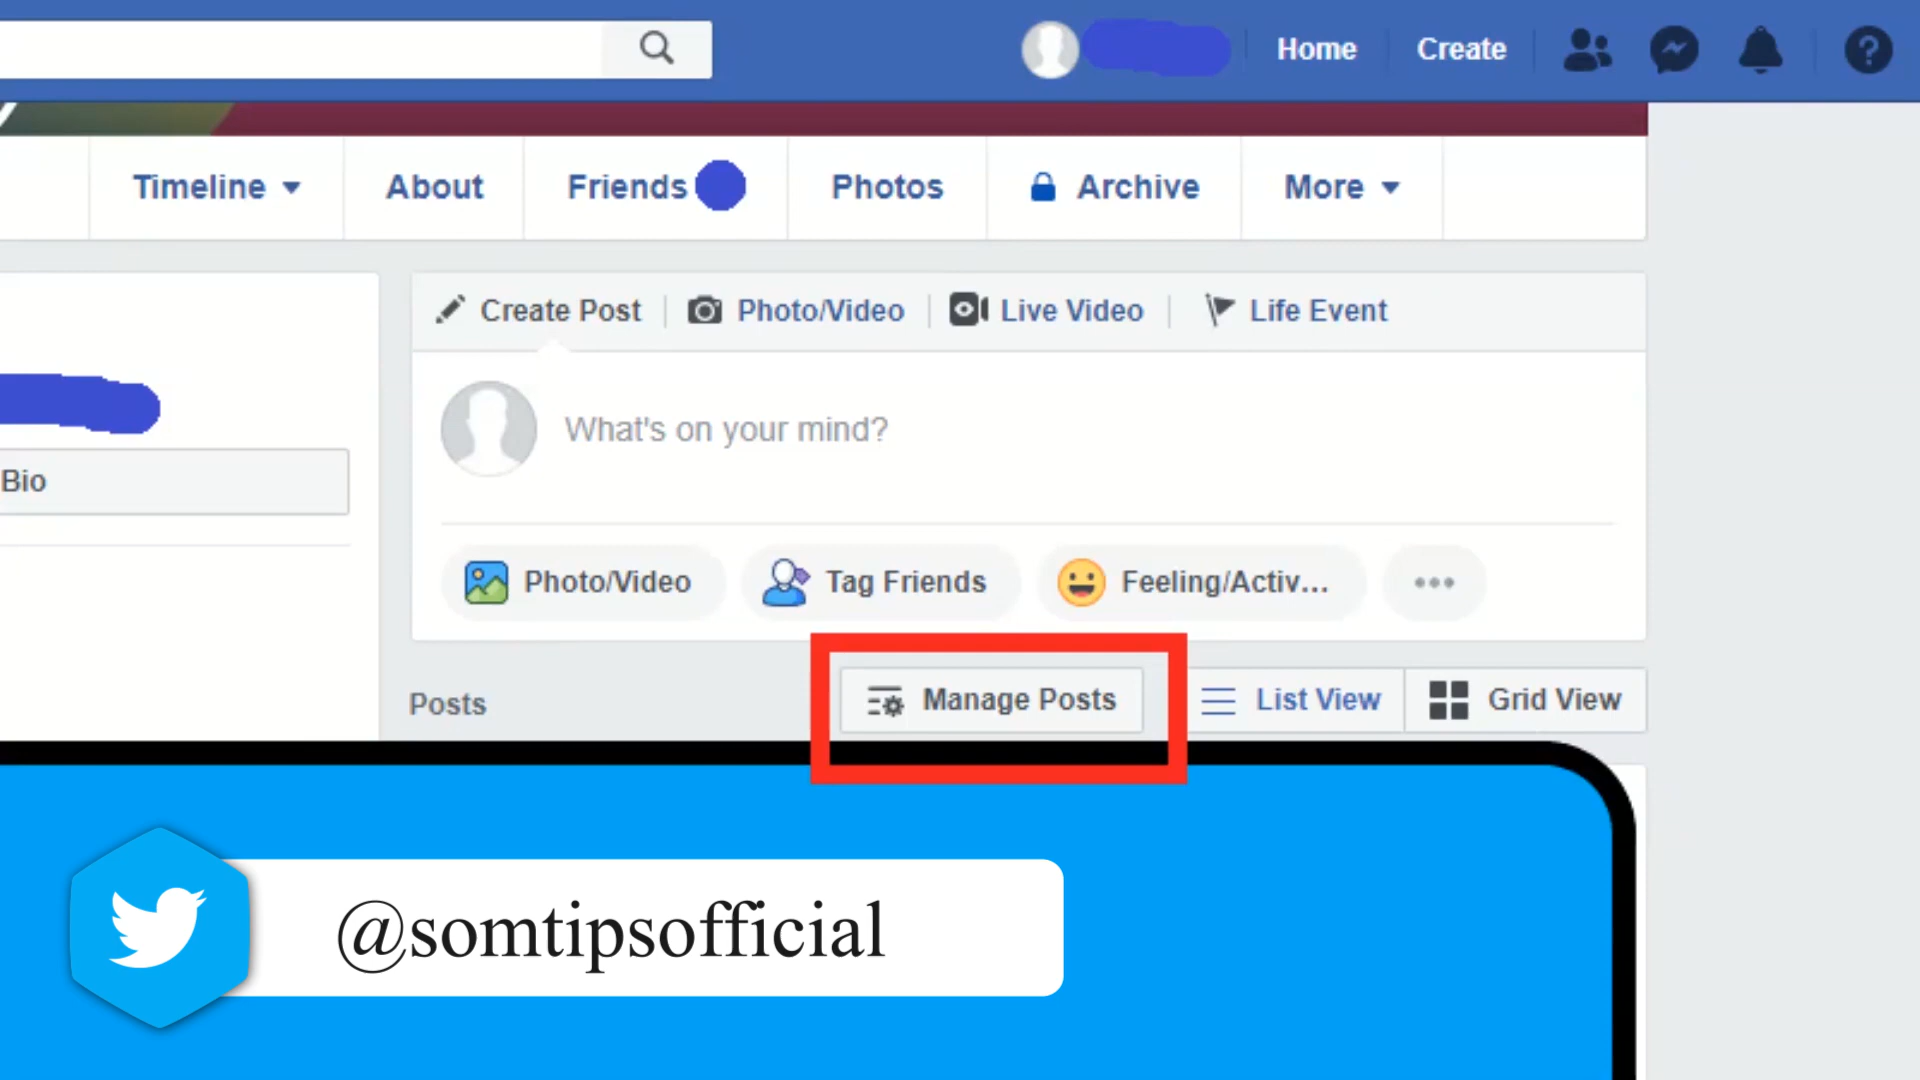 Home Create
Timeline About Friends Photos Archive More
Create Post Photo/Video Live Video Life Event
What's on your mind?
Bio
Photo/Video Tag Friends Feeling/Activ... 
Posts Manage Posts List View Grid View
@somtipsofficial